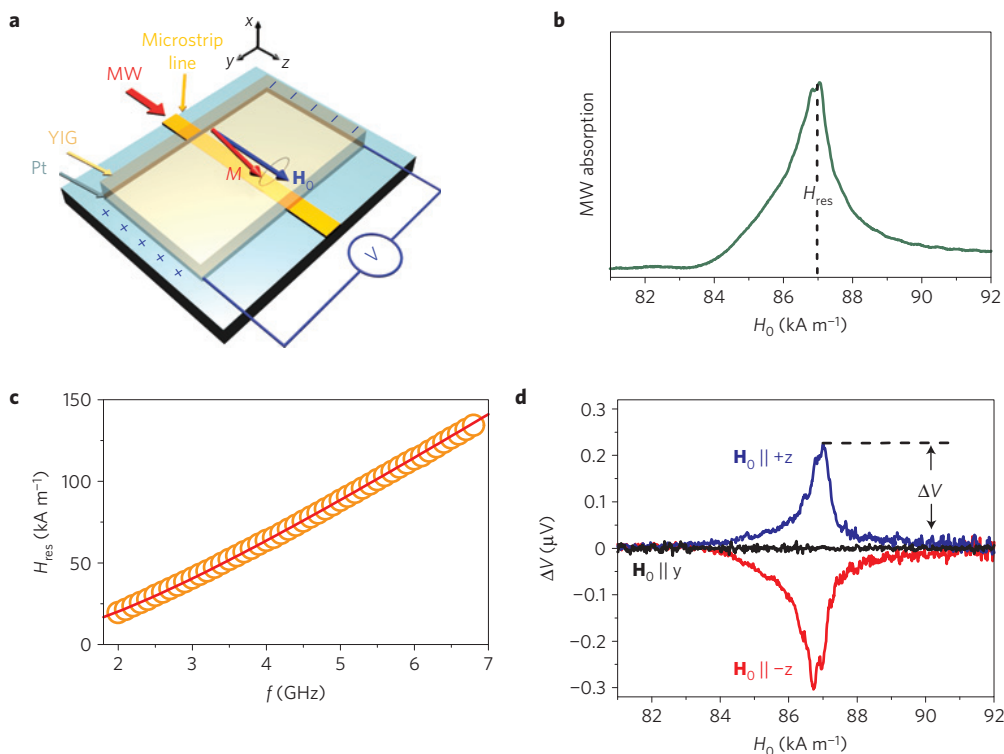 a
x
y
z
Microstrip
line
MW
YIG
Pt
M
H₀
V
− − − − −
+ + + + +
b
MW absorption
H_res
82 84 86 88 90 92
H₀ (kA m⁻¹)
c
H_res (kA m⁻¹)
150
100
50
0
2 3 4 5 6 7
f (GHz)
d
ΔV (μV)
0.3
0.2
0.1
0
−0.1
−0.2
−0.3
H₀ || +z
ΔV
H₀ || y
H₀ || −z
82 84 86 88 90 92
H₀ (kA m⁻¹)